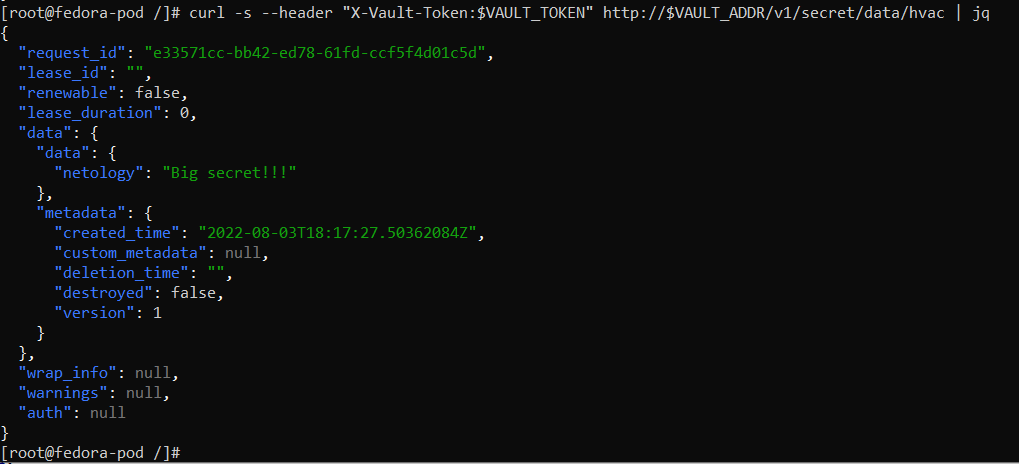 [root@fedora-pod /]# curl -s --header "X-Vault-Token:$VAULT_TOKEN" http://$VAULT_ADDR/v1/secret/data/hvac | jq
{
  "request_id": "e33571cc-bb42-ed78-61fd-ccf5f4d01c5d",
  "lease_id": "",
  "renewable": false,
  "lease_duration": 0,
  "data": {
    "data": {
      "netology": "Big secret!!!"
    },
    "metadata": {
      "created_time": "2022-08-03T18:17:27.50362084Z",
      "custom_metadata": null,
      "deletion_time": "",
      "destroyed": false,
      "version": 1
    }
  },
  "wrap_info": null,
  "warnings": null,
  "auth": null
}
[root@fedora-pod /]#